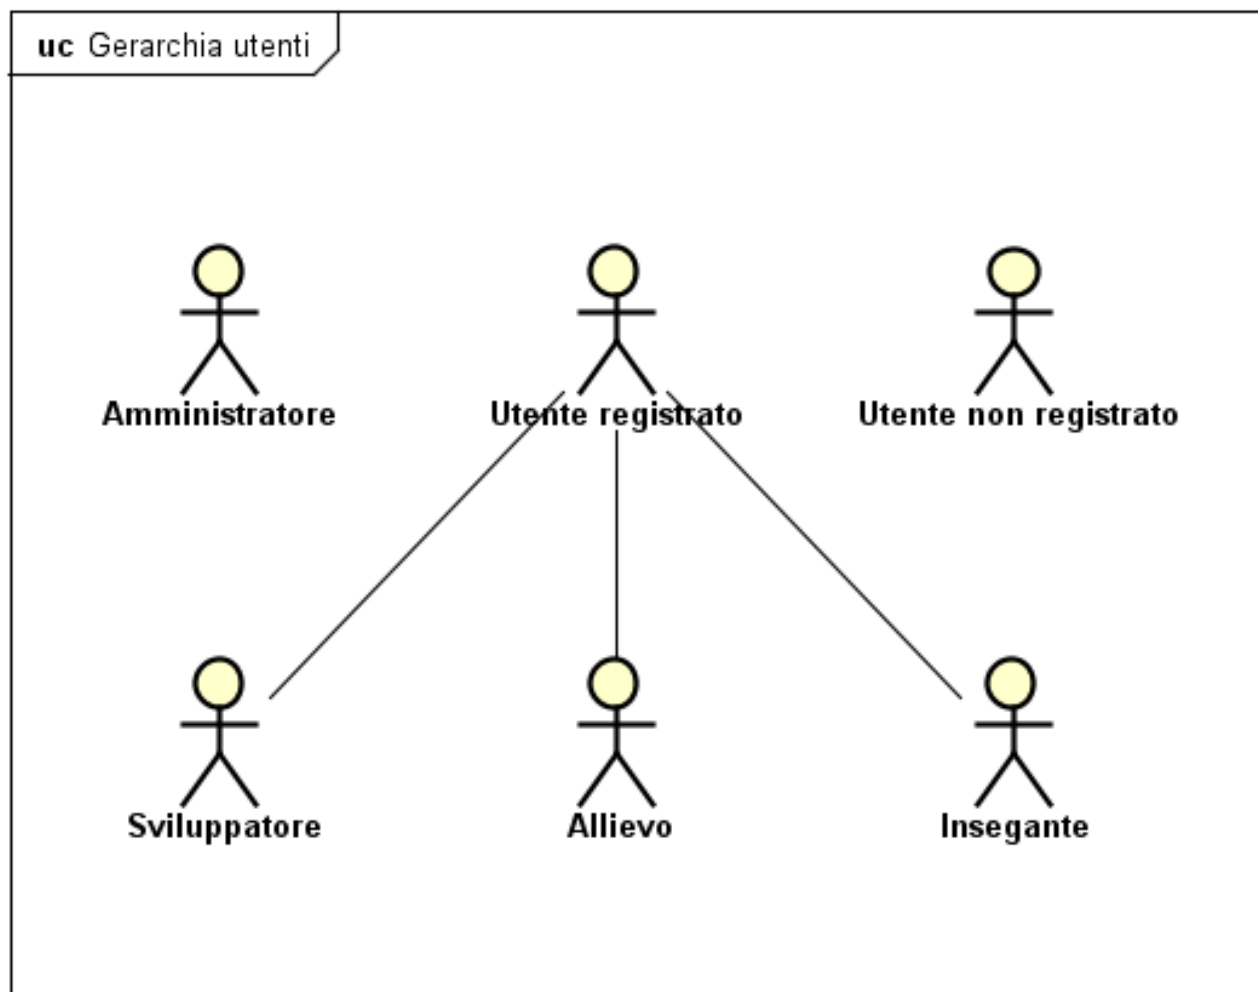 uc Gerarchia utenti
Amministratore
Utente registrato
Utente non registrato
Sviluppatore
Allievo
Insegante